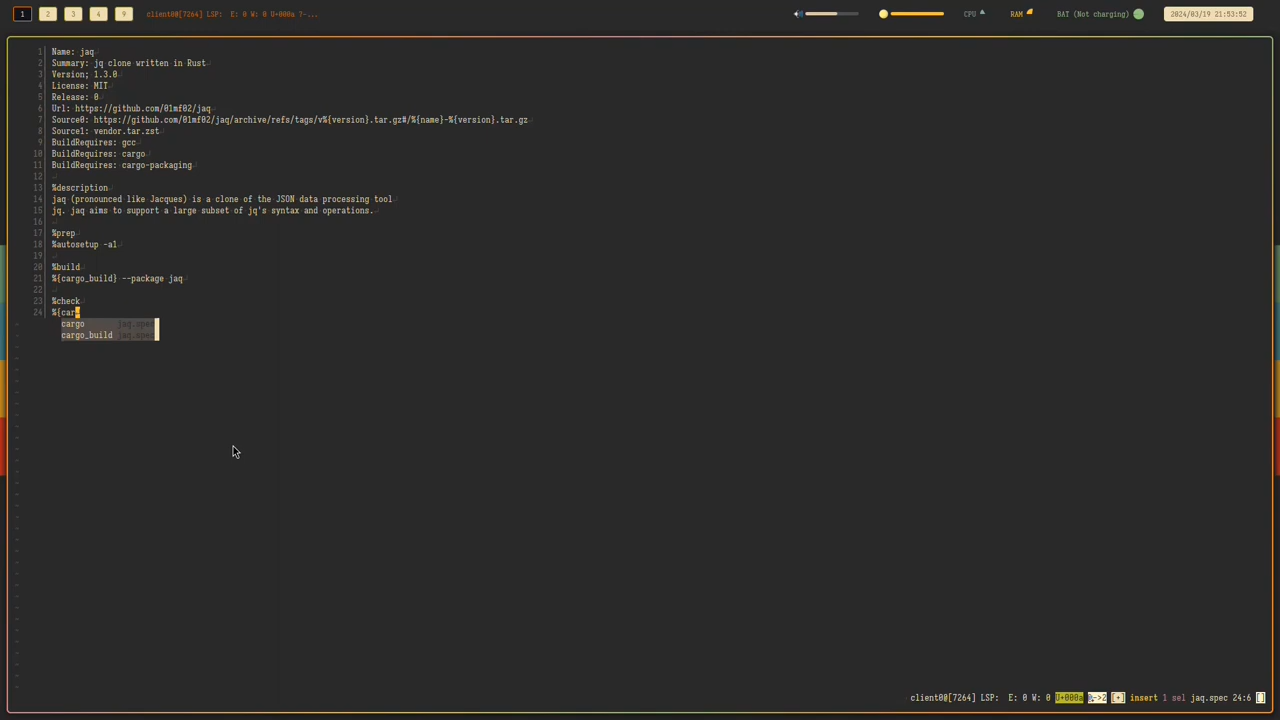 1 2 3 4 9 client0@[7264] LSP: E: 0 W: 0 U+000a 7-... CPU RAM BAT (Not charging) 2024/03/19 21:53:52
1 Name: jaq
2 Summary: jq clone written in Rust
3 Version; 1.3.0
4 License: MIT
5 Release: 0
6 Url: https://github.com/01mf02/jaq
7 Source0: https://github.com/01mf02/jaq/archive/refs/tags/v%{version}.tar.gz#/%{name}-%{version}.tar.gz
8 Source1: vendor.tar.zst
9 BuildRequires: gcc
10 BuildRequires: cargo
11 BuildRequires: cargo-packaging
12
13 %description
14 jaq (pronounced like Jacques) is a clone of the JSON data processing tool
15 jq. jaq aims to support a large subset of jq's syntax and operations.
16
17 %prep
18 %autosetup -a1
19
20 %build
21 %{cargo_build} --package jaq
22
23 %check
24 %{car
cargo jaq.spec
cargo_build jaq.spec
client0@[7264] LSP: E: 0 W: 0 U+000a [+] insert 1 sel jaq.spec 24:6 []